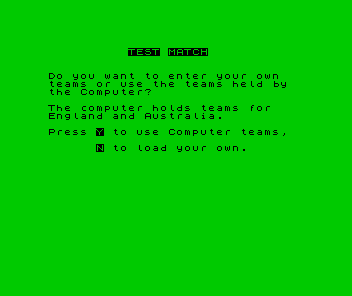 TEST MATCH
Do you want to enter your own
teams or use the teams held by
the Computer?
The computer holds teams for
England and Australia.
Press Y to use Computer teams,
N to load your own.